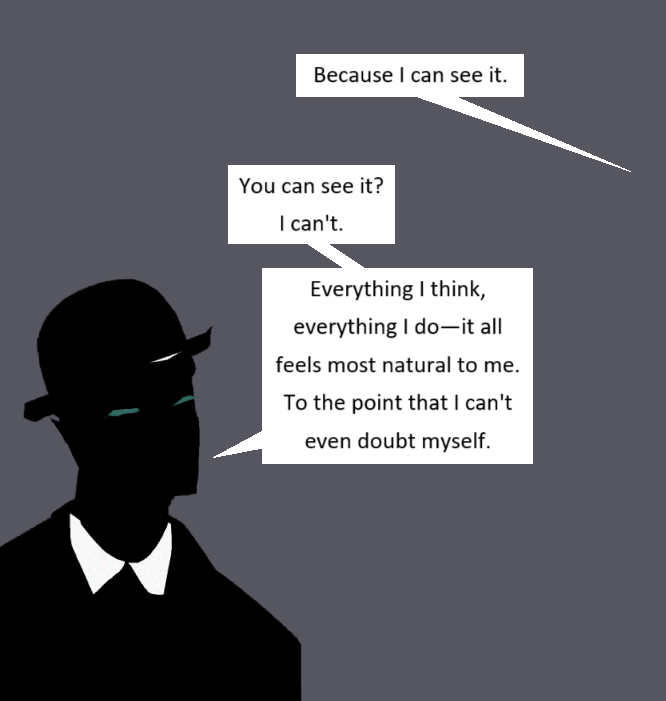 Because I can see it.
You can see it?
I can't.
Everything I think,
everything I do—it all
feels most natural to me.
To the point that I can't
even doubt myself.